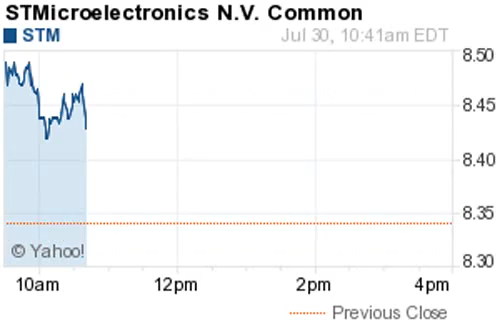 STMicroelectronics N.V. Common
STM Jul 30, 10:41am EDT
8.50
8.45
8.40
8.35
8.30
© Yahoo!
10am 12pm 2pm 4pm
Previous Close